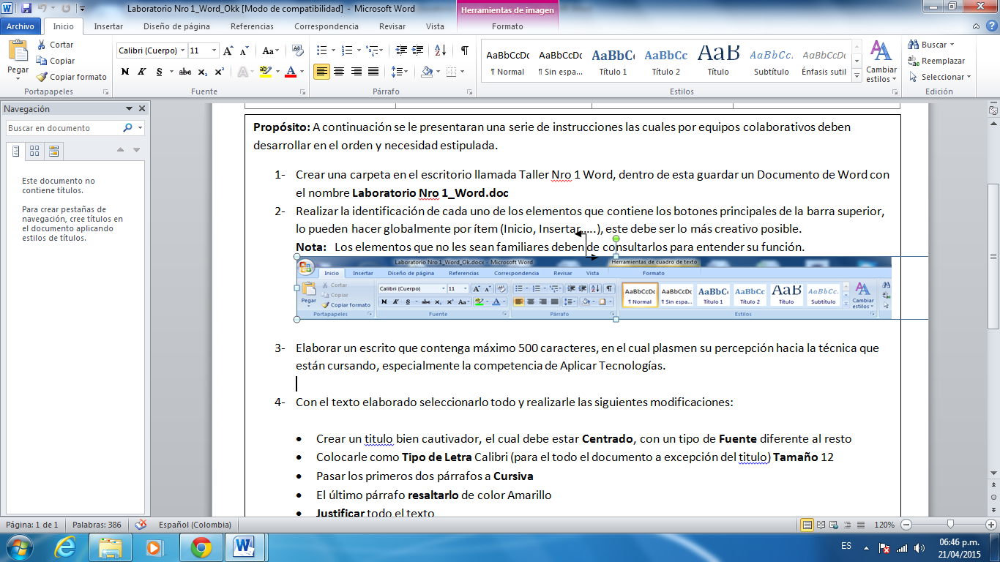 Laboratorio Nro 1_Word_Okk [Modo de compatibilidad] - Microsoft Word
Herramientas de imagen
Archivo Inicio Insertar Diseño de página Referencias Correspondencia Revisar Vista Formato
Pegar
Cortar
Copiar
Copiar formato
Portapapeles
Calibri (Cuerpo) 11
Fuente
Párrafo
AaBbCcDc AaBbCcDc AaBbC AaBbCc AaB AaBbCc. AaBbCcDc
¶ Normal ¶ Sin espa... Título 1 Título 2 Título Subtítulo Énfasis sutil
Cambiar estilos
Estilos
Buscar
Reemplazar
Seleccionar
Edición
Navegación
Buscar en documento
Este documento no
contiene títulos.
Para crear pestañas de
navegación, cree títulos en
el documento aplicando
estilos de títulos.
Propósito: A continuación se le presentaran una serie de instrucciones las cuales por equipos colaborativos deben
desarrollar en el orden y necesidad estipulada.
1- Crear una carpeta en el escritorio llamada Taller Nro 1 Word, dentro de esta guardar un Documento de Word con
el nombre Laboratorio Nro 1_Word.doc
2- Realizar la identificación de cada uno de los elementos que contiene los botones principales de la barra superior,
lo pueden hacer globalmente por ítem (Inicio, Insertar.....), este debe ser lo más creativo posible.
Nota: Los elementos que no les sean familiares deben de consultarlos para entender su función.
Laboratorio Nro 1_Word_Ok.docx - Microsoft Word Herramientas de cuadro de texto
Inicio Insertar Diseño de página Referencias Correspondencia Revisar Vista Formato
Pegar
Cortar
Copiar
Copiar formato
Portapapeles
Calibri (Cuerpo) 11
Fuente
Párrafo
AaBbCcDc AaBbCcDc AaBbC AaBbCc AaB AaBbCc.
¶ Normal ¶ Sin espa... Título 1 Título 2 Título Subtítulo
Cambiar estilos
Estilos
3- Elaborar un escrito que contenga máximo 500 caracteres, en el cual plasmen su percepción hacia la técnica que
están cursando, especialmente la competencia de Aplicar Tecnologías.
4- Con el texto elaborado seleccionarlo todo y realizarle las siguientes modificaciones:
• Crear un titulo bien cautivador, el cual debe estar Centrado, con un tipo de Fuente diferente al resto
• Colocarle como Tipo de Letra Calibri (para el todo el documento a excepción del titulo) Tamaño 12
• Pasar los primeros dos párrafos a Cursiva
• El último párrafo resaltarlo de color Amarillo
• Justificar todo el texto
Página: 1 de 1 Palabras: 386 Español (Colombia) 120%
ES 06:46 p.m.
21/04/2015